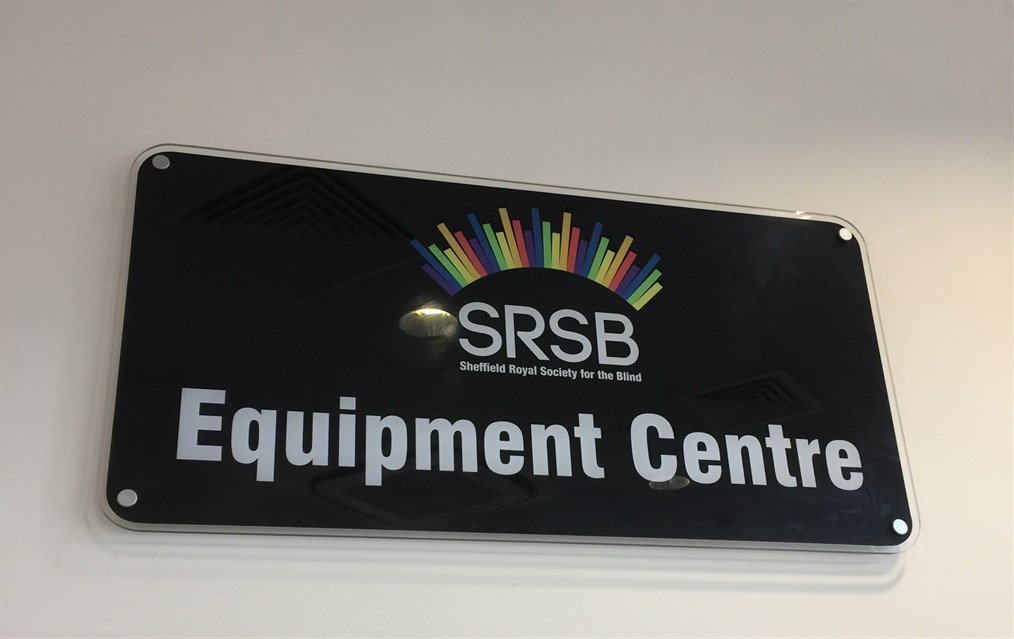 SRSB
Sheffield Royal Society for the Blind
Equipment Centre